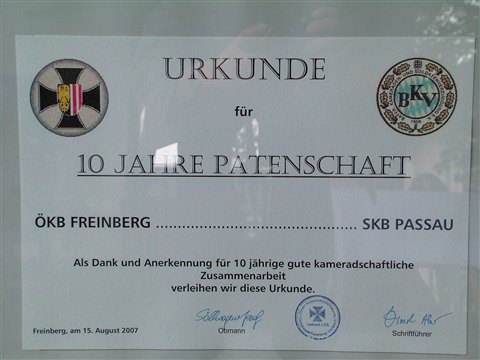 URKUNDE
für
10 JAHRE PATENSCHAFT
ÖKB FREINBERG .................................................. SKB PASSAU
Als Dank und Anerkennung für 10 jährige gute kameradschaftliche
Zusammenarbeit
verleihen wir diese Urkunde.
Freinberg, am 15. August 2007
Obmann
Schriftführer
BKV